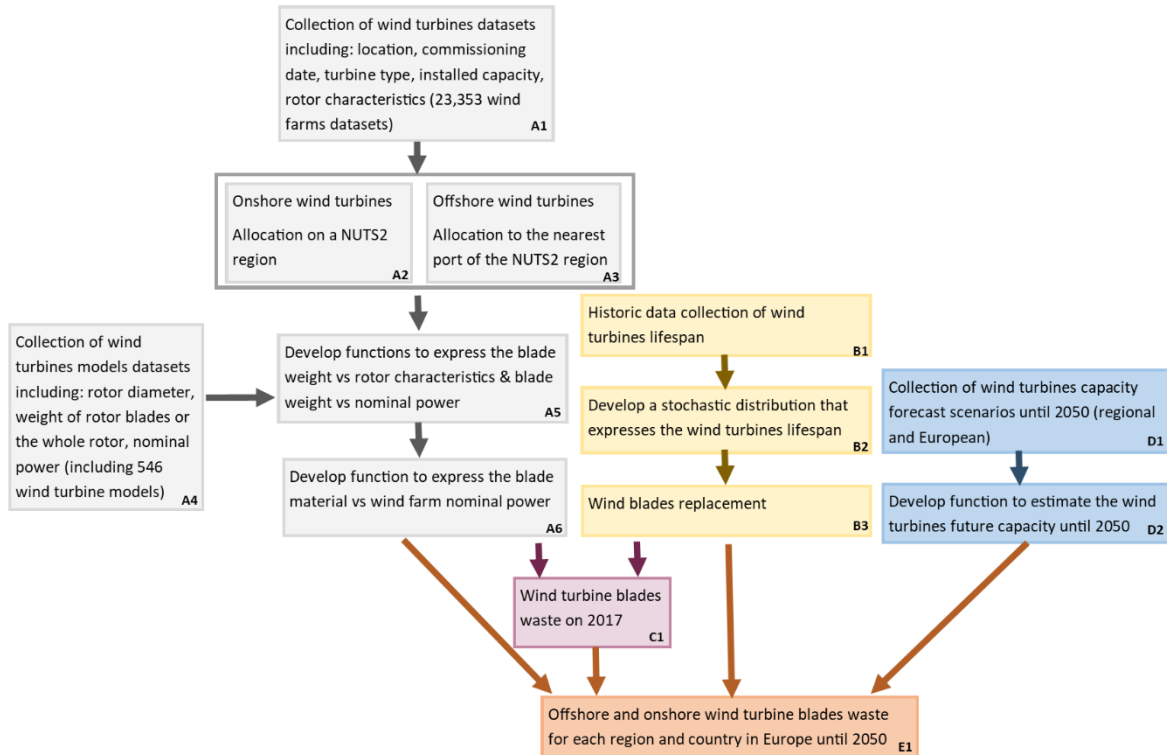 Collection of wind turbines datasets
including: location, commissioning
date, turbine type, installed capacity,
rotor characteristics (23,353 wind
farms datasets)
A1
Onshore wind turbines
Allocation on a NUTS2
region
A2
Offshore wind turbines
Allocation to the nearest
port of the NUTS2 region
A3
Collection of wind
turbines models datasets
including: rotor diameter,
weight of rotor blades or
the whole rotor, nominal
power (including 546
wind turbine models)
A4
Develop functions to express the blade
weight vs rotor characteristics & blade
weight vs nominal power
A5
Develop function to express the blade
material vs wind farm nominal power
A6
Historic data collection of wind
turbines lifespan
B1
Develop a stochastic distribution that
expresses the wind turbines lifespan
B2
Wind blades replacement
B3
Collection of wind turbines capacity
forecast scenarios until 2050 (regional
and European)
D1
Develop function to estimate the wind
turbines future capacity until 2050
D2
Wind turbine blades
waste on 2017
C1
Offshore and onshore wind turbine blades waste
for each region and country in Europe until 2050
E1